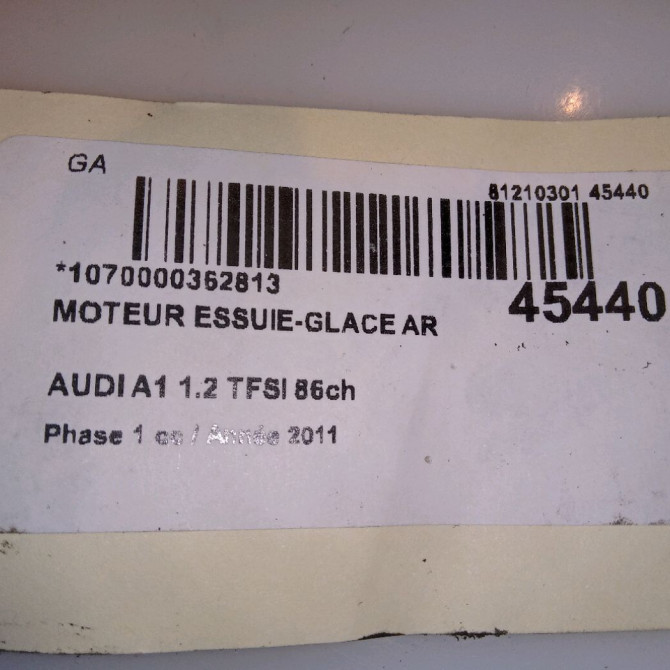 GA
81210301 45440
*1070000362813
45440
MOTEUR ESSUIE-GLACE AR
AUDI A1 1.2 TFSI 86ch
Phase 1 / Année 2011